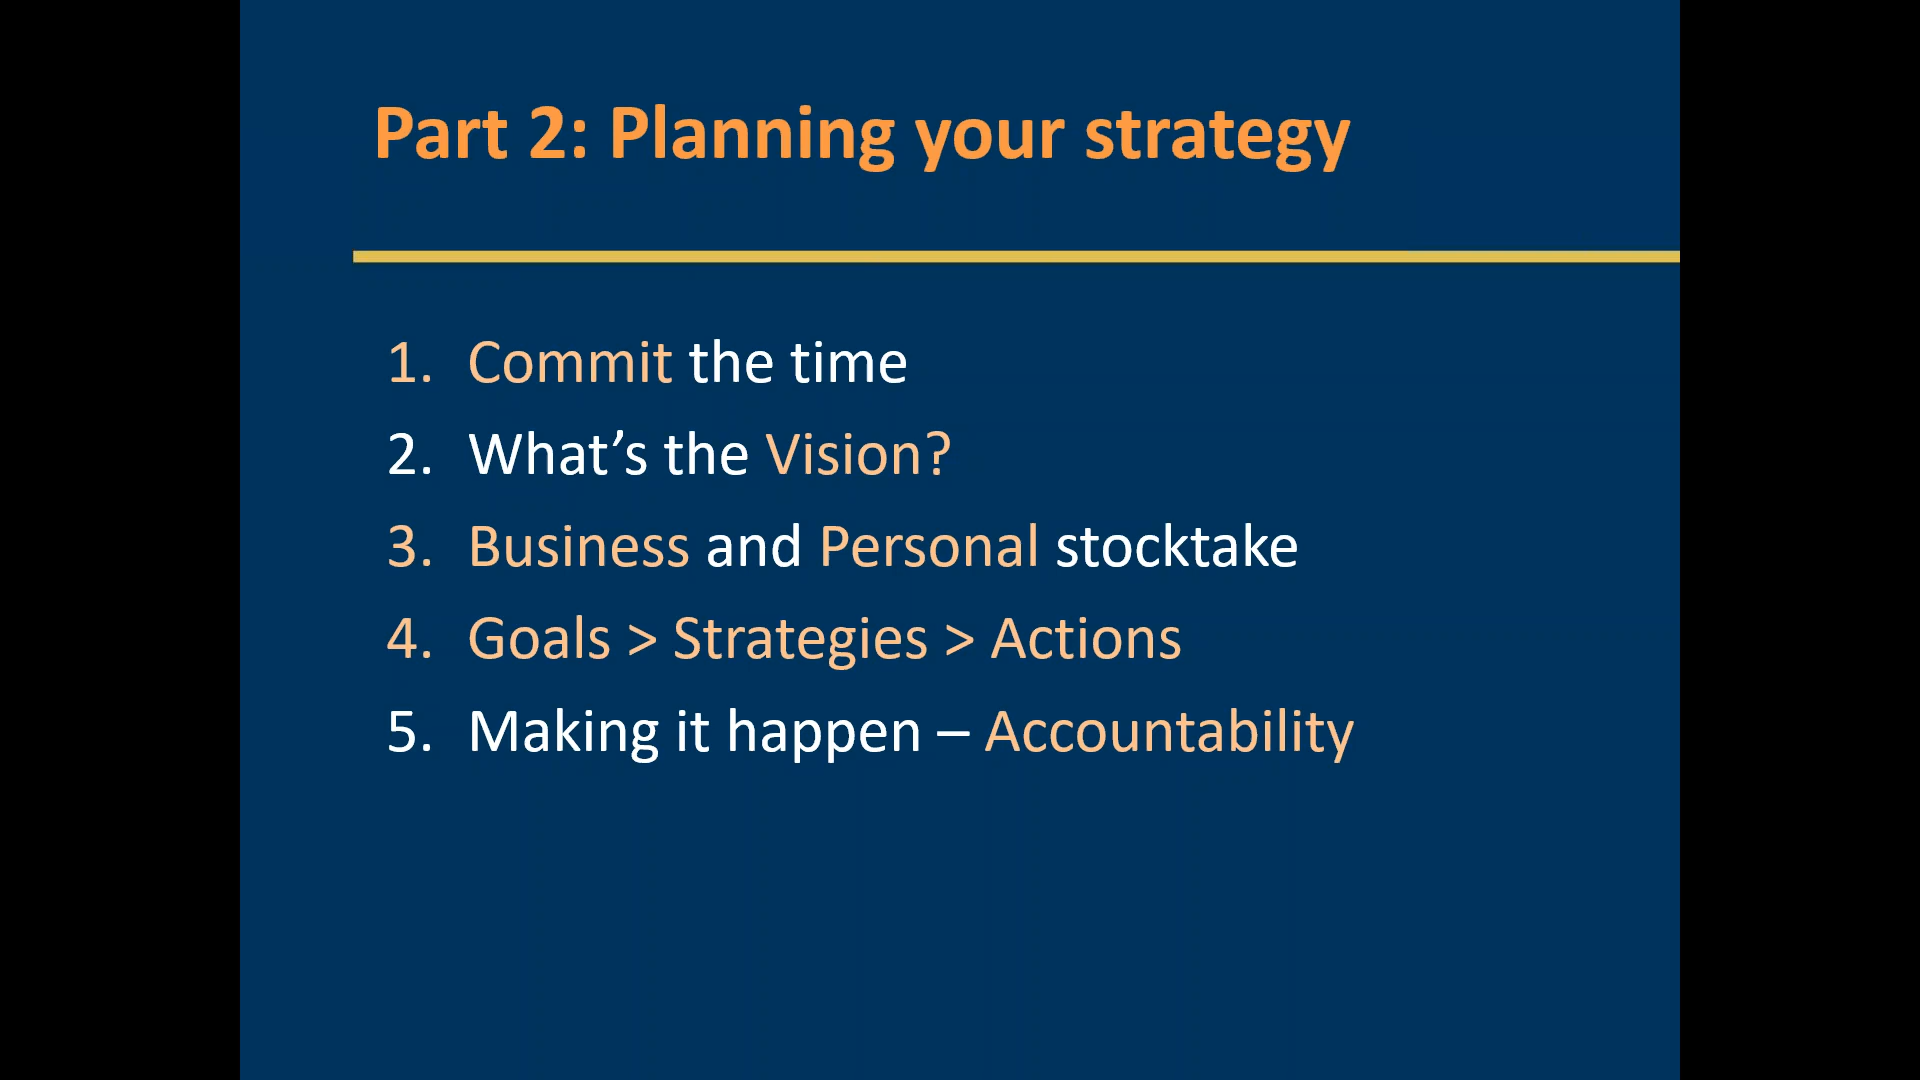 Part 2: Planning your strategy
1. Commit the time
2. What’s the Vision?
3. Business and Personal stocktake
4. Goals > Strategies > Actions
5. Making it happen – Accountability